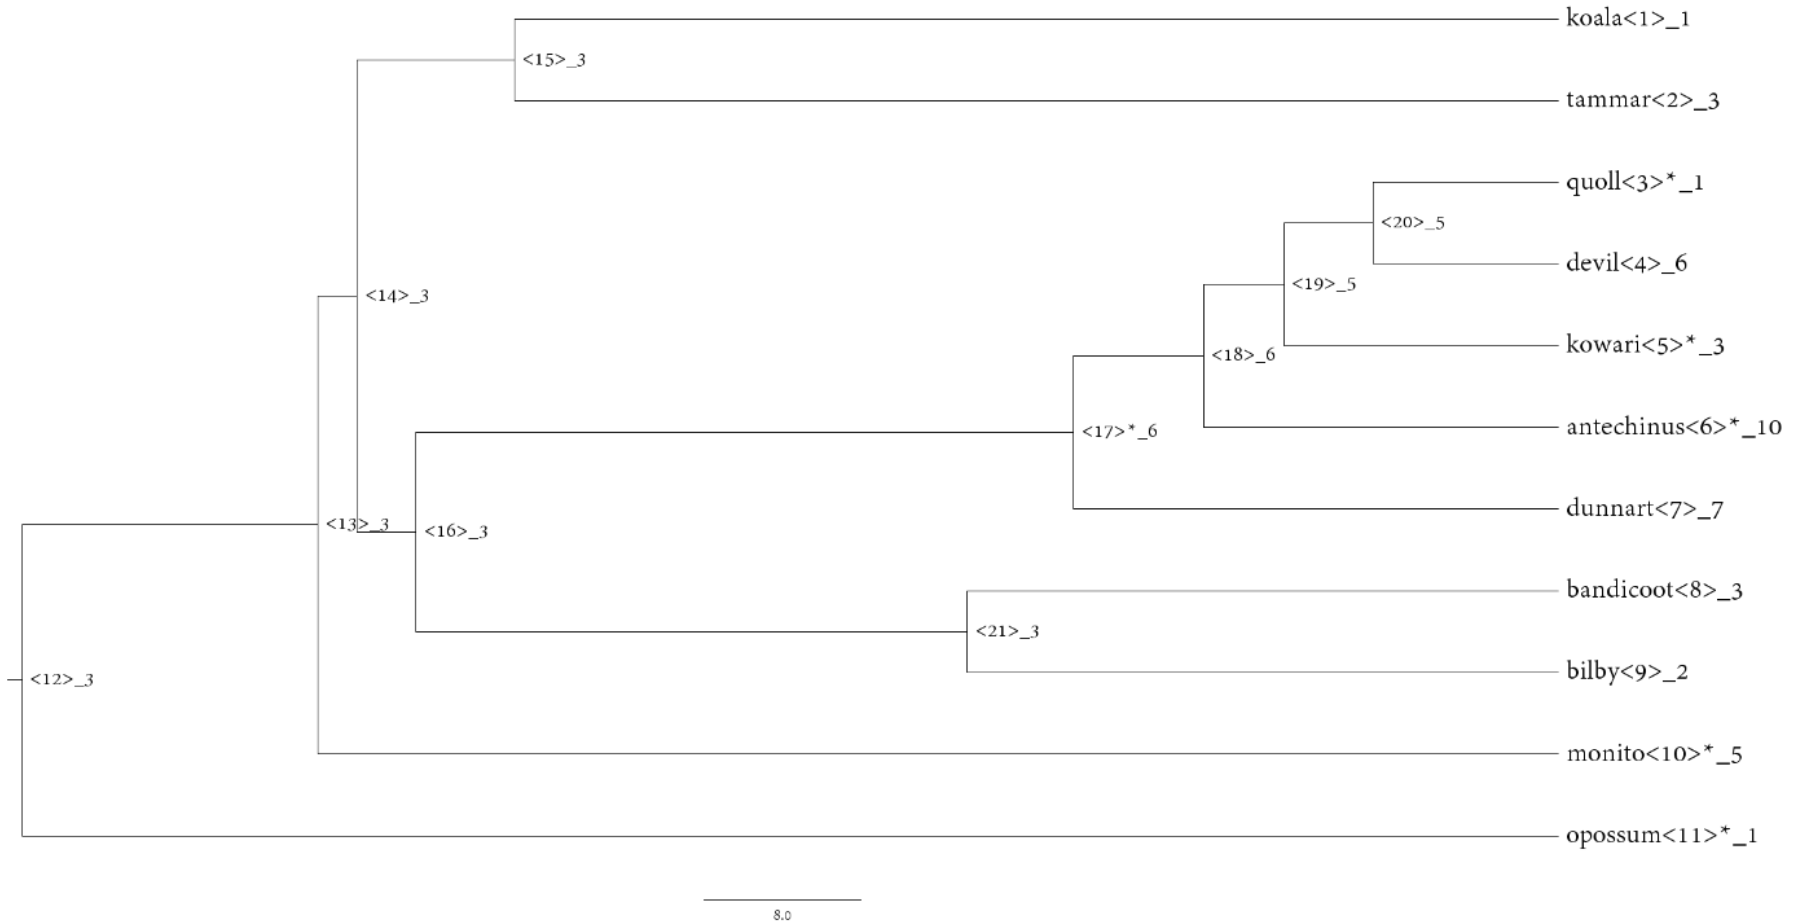 koala<1>_1
<15>_3
tammar<2>_3
quoll<3>*_1
<20>_5
devil<4>_6
<19>_5
<14>_3
kowari<5>*_3
<18>_6
antechinus<6>*_10
<17>*_6
dunnart<7>_7
<13>_3
<16>_3
bandicoot<8>_3
<21>_3
bilby<9>_2
<12>_3
monito<10>*_5
opossum<11>*_1
8.0